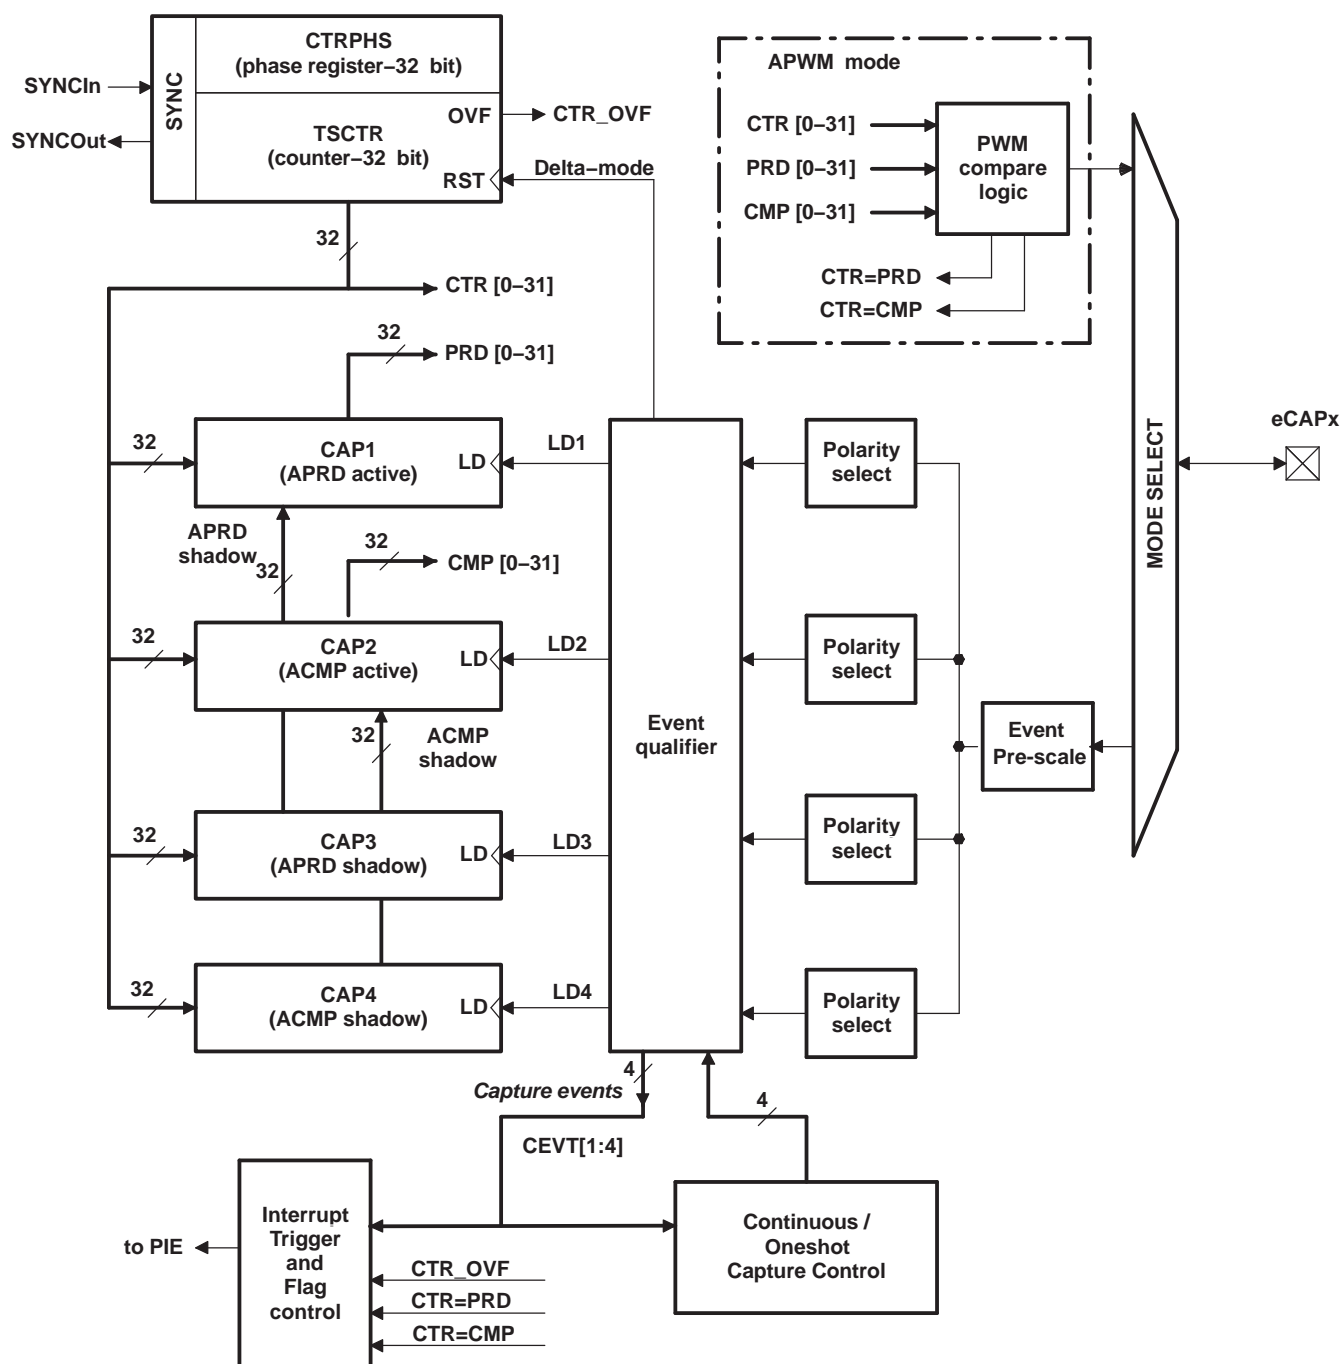 CTRPHS
(phase register−32 bit)
SYNC
SYNCIn
SYNCOut
OVF
CTR_OVF
TSCTR
(counter−32 bit)
RST
Delta−mode
32
CTR [0−31]
32
PRD [0−31]
APWM mode
CTR [0−31]
PRD [0−31]
CMP [0−31]
PWM
compare
logic
CTR=PRD
CTR=CMP
MODE SELECT
eCAPx
32
CAP1
(APRD active)
LD
LD1
Polarity
select
APRD
shadow
32
32
CMP [0−31]
32
CAP2
(ACMP active)
LD
LD2
Polarity
select
32
ACMP
shadow
Event
qualifier
Event
Pre-scale
32
CAP3
(APRD shadow)
LD
LD3
Polarity
select
32
CAP4
(ACMP shadow)
LD
LD4
Polarity
select
4
Capture events
CEVT[1:4]
4
Interrupt
Trigger
and
Flag
control
to PIE
CTR_OVF
CTR=PRD
CTR=CMP
Continuous /
Oneshot
Capture Control